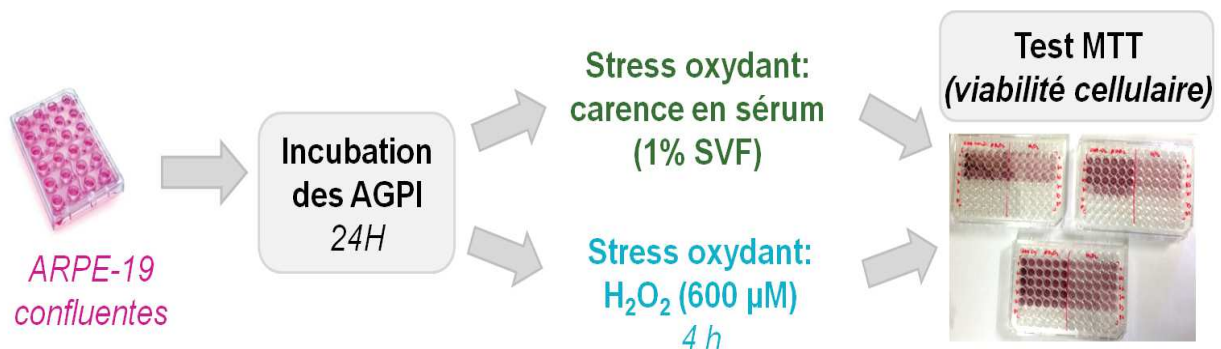 ARPE-19
confluentes
Incubation
des AGPI
24H
Stress oxydant:
carence en sérum
(1% SVF)
Stress oxydant:
H₂O₂ (600 µM)
4 h
Test MTT
(viabilité cellulaire)